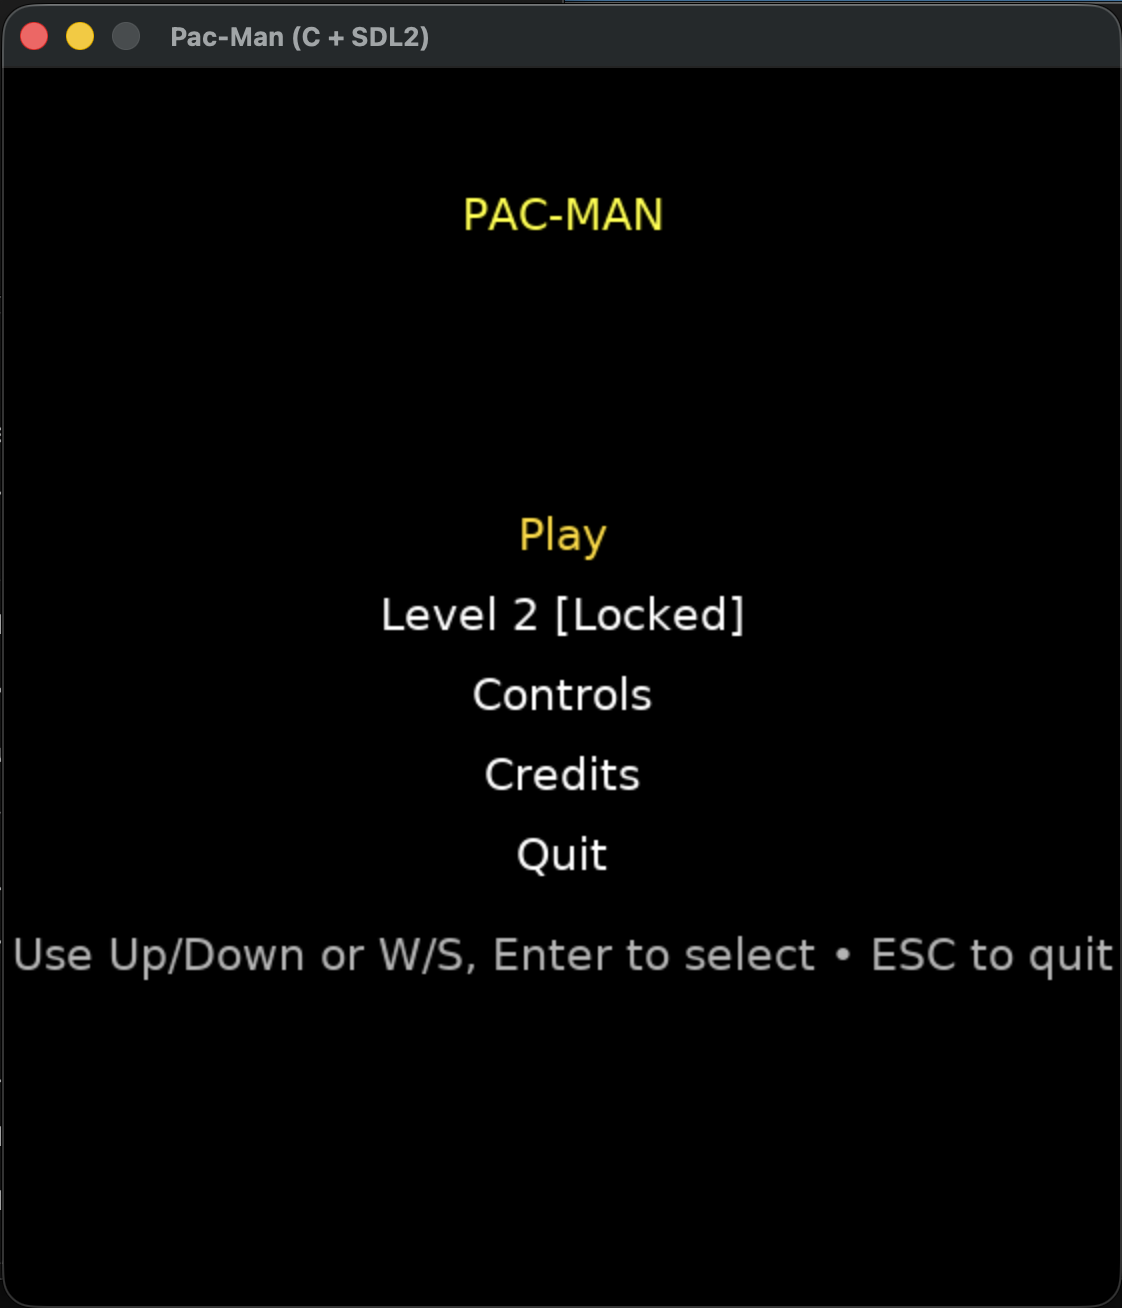 Pac-Man (C + SDL2)
PAC-MAN
Play
Level 2 [Locked]
Controls
Credits
Quit
Use Up/Down or W/S, Enter to select • ESC to quit